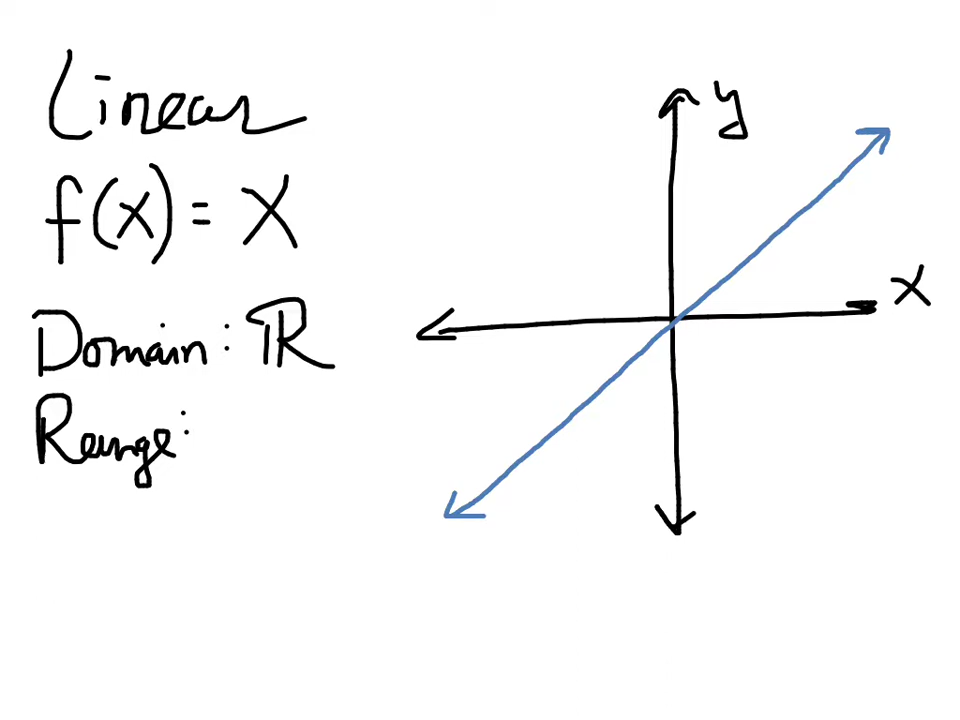 Linear
f(x) = x
Domain: ℝ
Range:
y
x